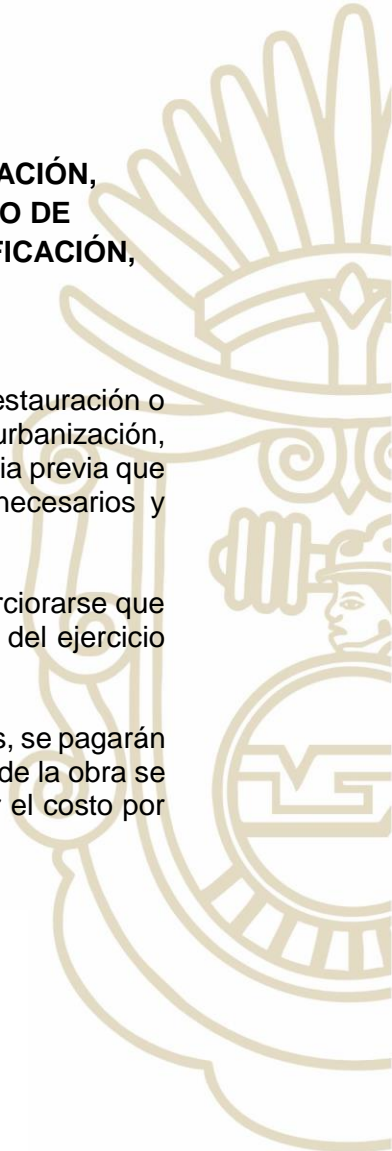 ACIÓN,
O DE
FICACIÓN,
estauración o
urbanización,
ia previa que
necesarios y
rciorarse que
del ejercicio
s, se pagarán
de la obra se
r el costo por